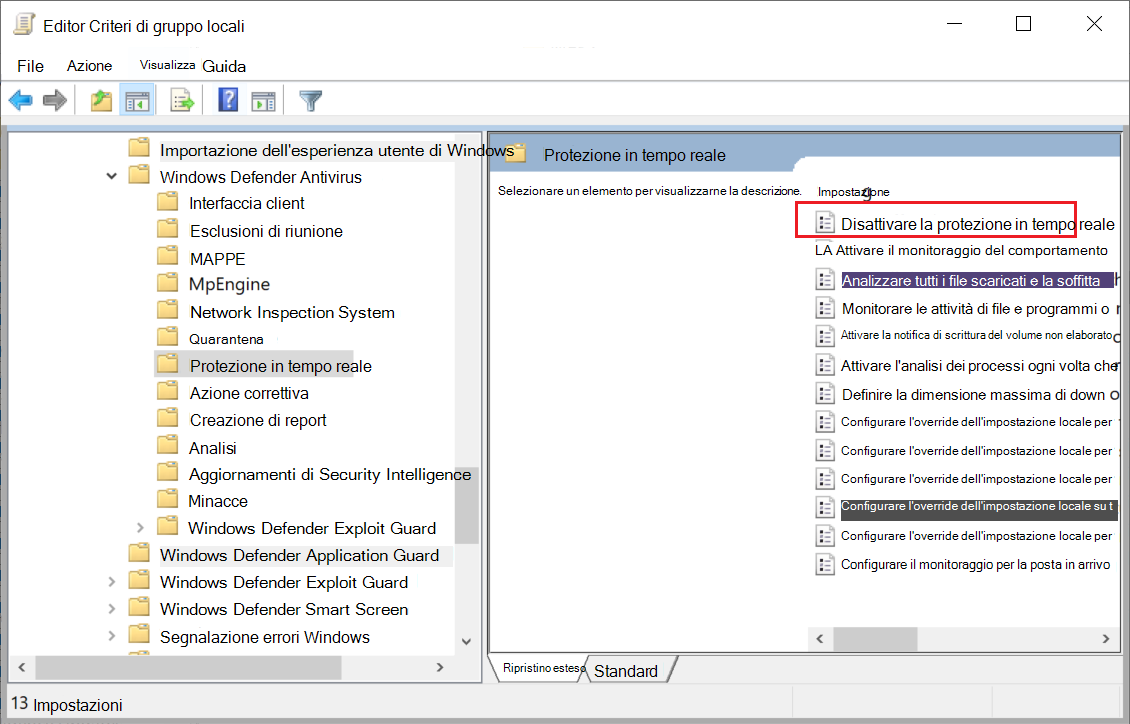 Editor Criteri di gruppo locali
File Azione Visualizza Guida
Importazione dell'esperienza utente di Windows
Windows Defender Antivirus
Interfaccia client
Esclusioni di riunione
MAPPE
MpEngine
Network Inspection System
Quarantena
Protezione in tempo reale
Azione correttiva
Creazione di report
Analisi
Aggiornamenti di Security Intelligence
Minacce
Windows Defender Exploit Guard
Windows Defender Application Guard
Windows Defender Exploit Guard
Windows Defender Smart Screen
Segnalazione errori Windows
Protezione in tempo reale
Selezionare un elemento per visualizzarne la descrizione.
Impostazione
Disattivare la protezione in tempo reale
LA Attivare il monitoraggio del comportamento
Analizzare tutti i file scaricati e la soffitta
Monitorare le attività di file e programmi o
Attivare la notifica di scrittura del volume non elaborato
Attivare l'analisi dei processi ogni volta che
Definire la dimensione massima di down
Configurare l'override dell'impostazione locale per
Configurare l'override dell'impostazione locale per
Configurare l'override dell'impostazione locale per
Configurare l'override dell'impostazione locale su t
Configurare l'override dell'impostazione locale per
Configurare il monitoraggio per la posta in arrivo
Ripristino esteso Standard
13 Impostazioni